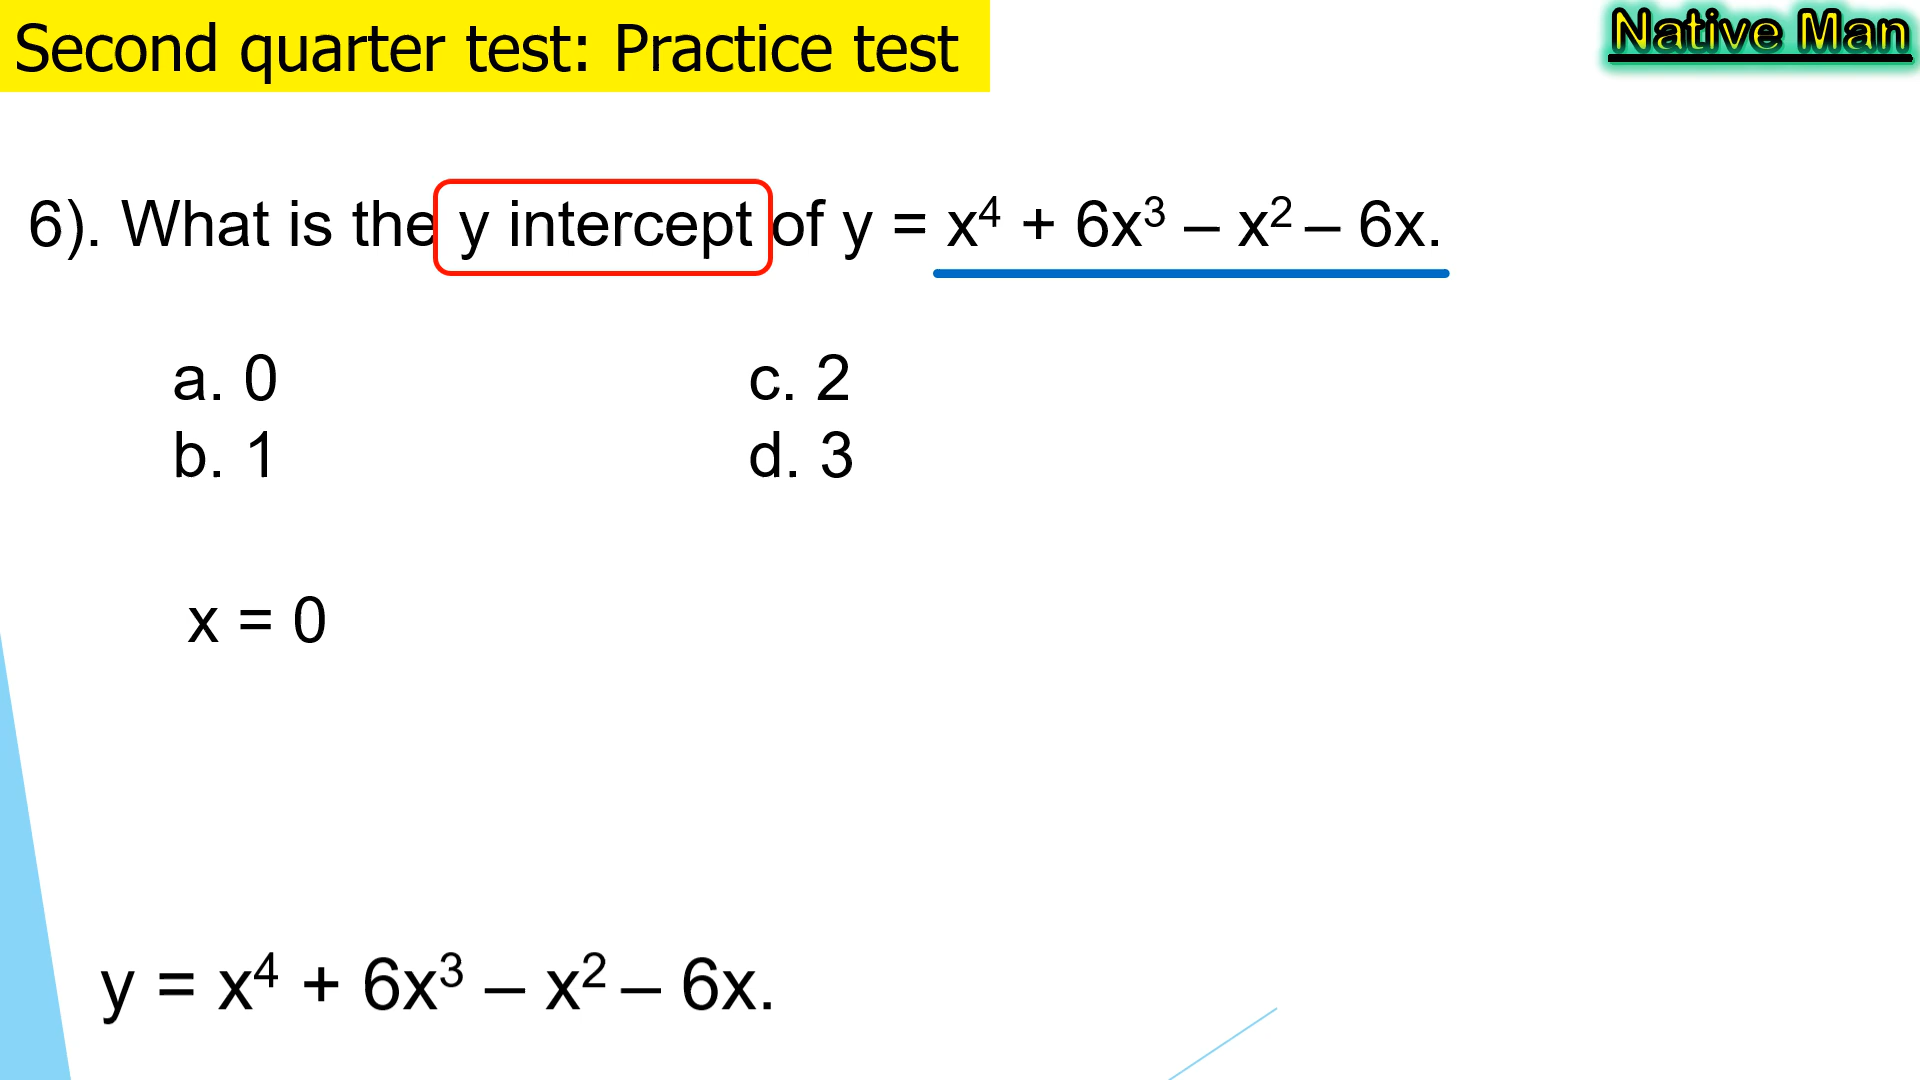 Second quarter test: Practice test
Native Man
6). What is the y intercept of y = x⁴ + 6x³ – x² – 6x.
a. 0
c. 2
b. 1
d. 3
x = 0
y = x⁴ + 6x³ – x² – 6x.